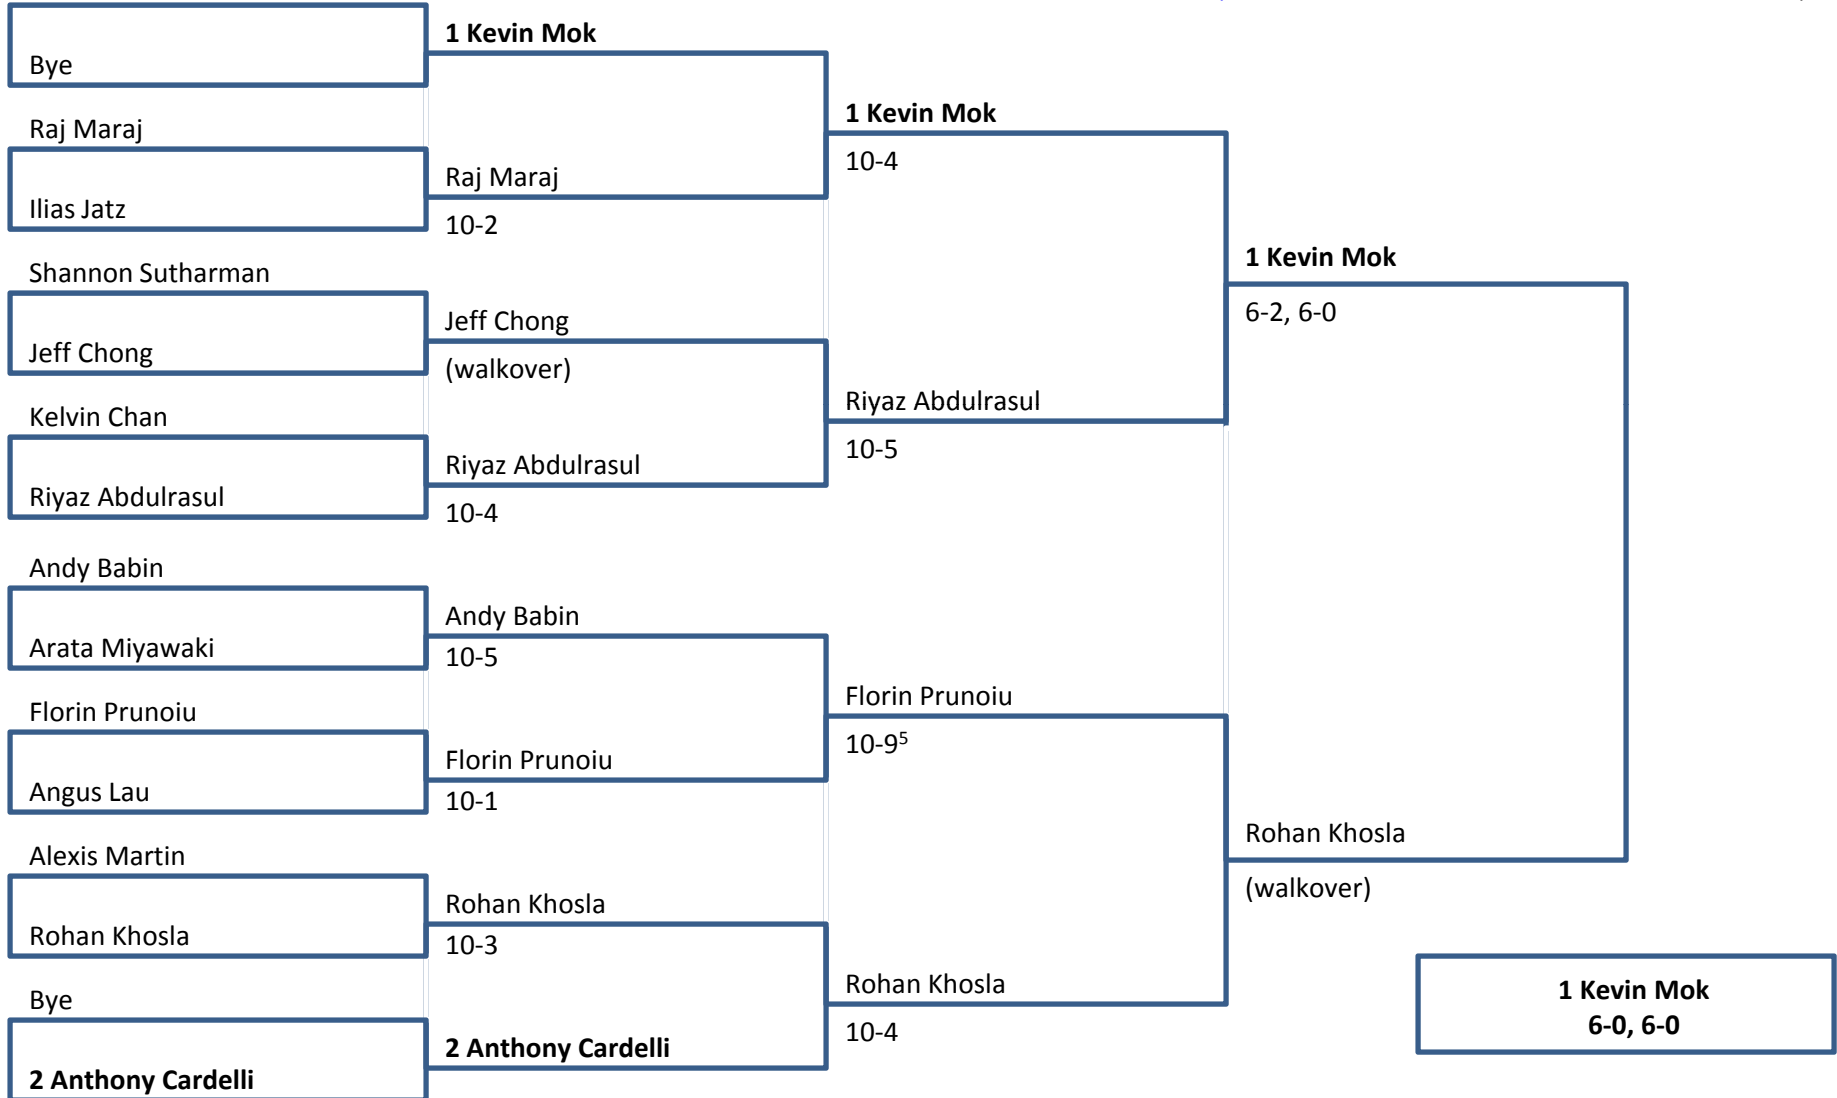 Bye
Raj Maraj
Ilias Jatz
Shannon Sutharman
Jeff Chong
Kelvin Chan
Riyaz Abdulrasul
Andy Babin
Arata Miyawaki
Florin Prunoiu
Angus Lau
Alexis Martin
Rohan Khosla
Bye
2 Anthony Cardelli
1 Kevin Mok
Raj Maraj
10-2
Jeff Chong
(walkover)
Riyaz Abdulrasul
10-4
Andy Babin
10-5
Florin Prunoiu
10-1
Rohan Khosla
10-3
2 Anthony Cardelli
1 Kevin Mok
10-4
Riyaz Abdulrasul
10-5
Florin Prunoiu
10-9⁵
Rohan Khosla
10-4
1 Kevin Mok
6-2, 6-0
Rohan Khosla
(walkover)
1 Kevin Mok
6-0, 6-0